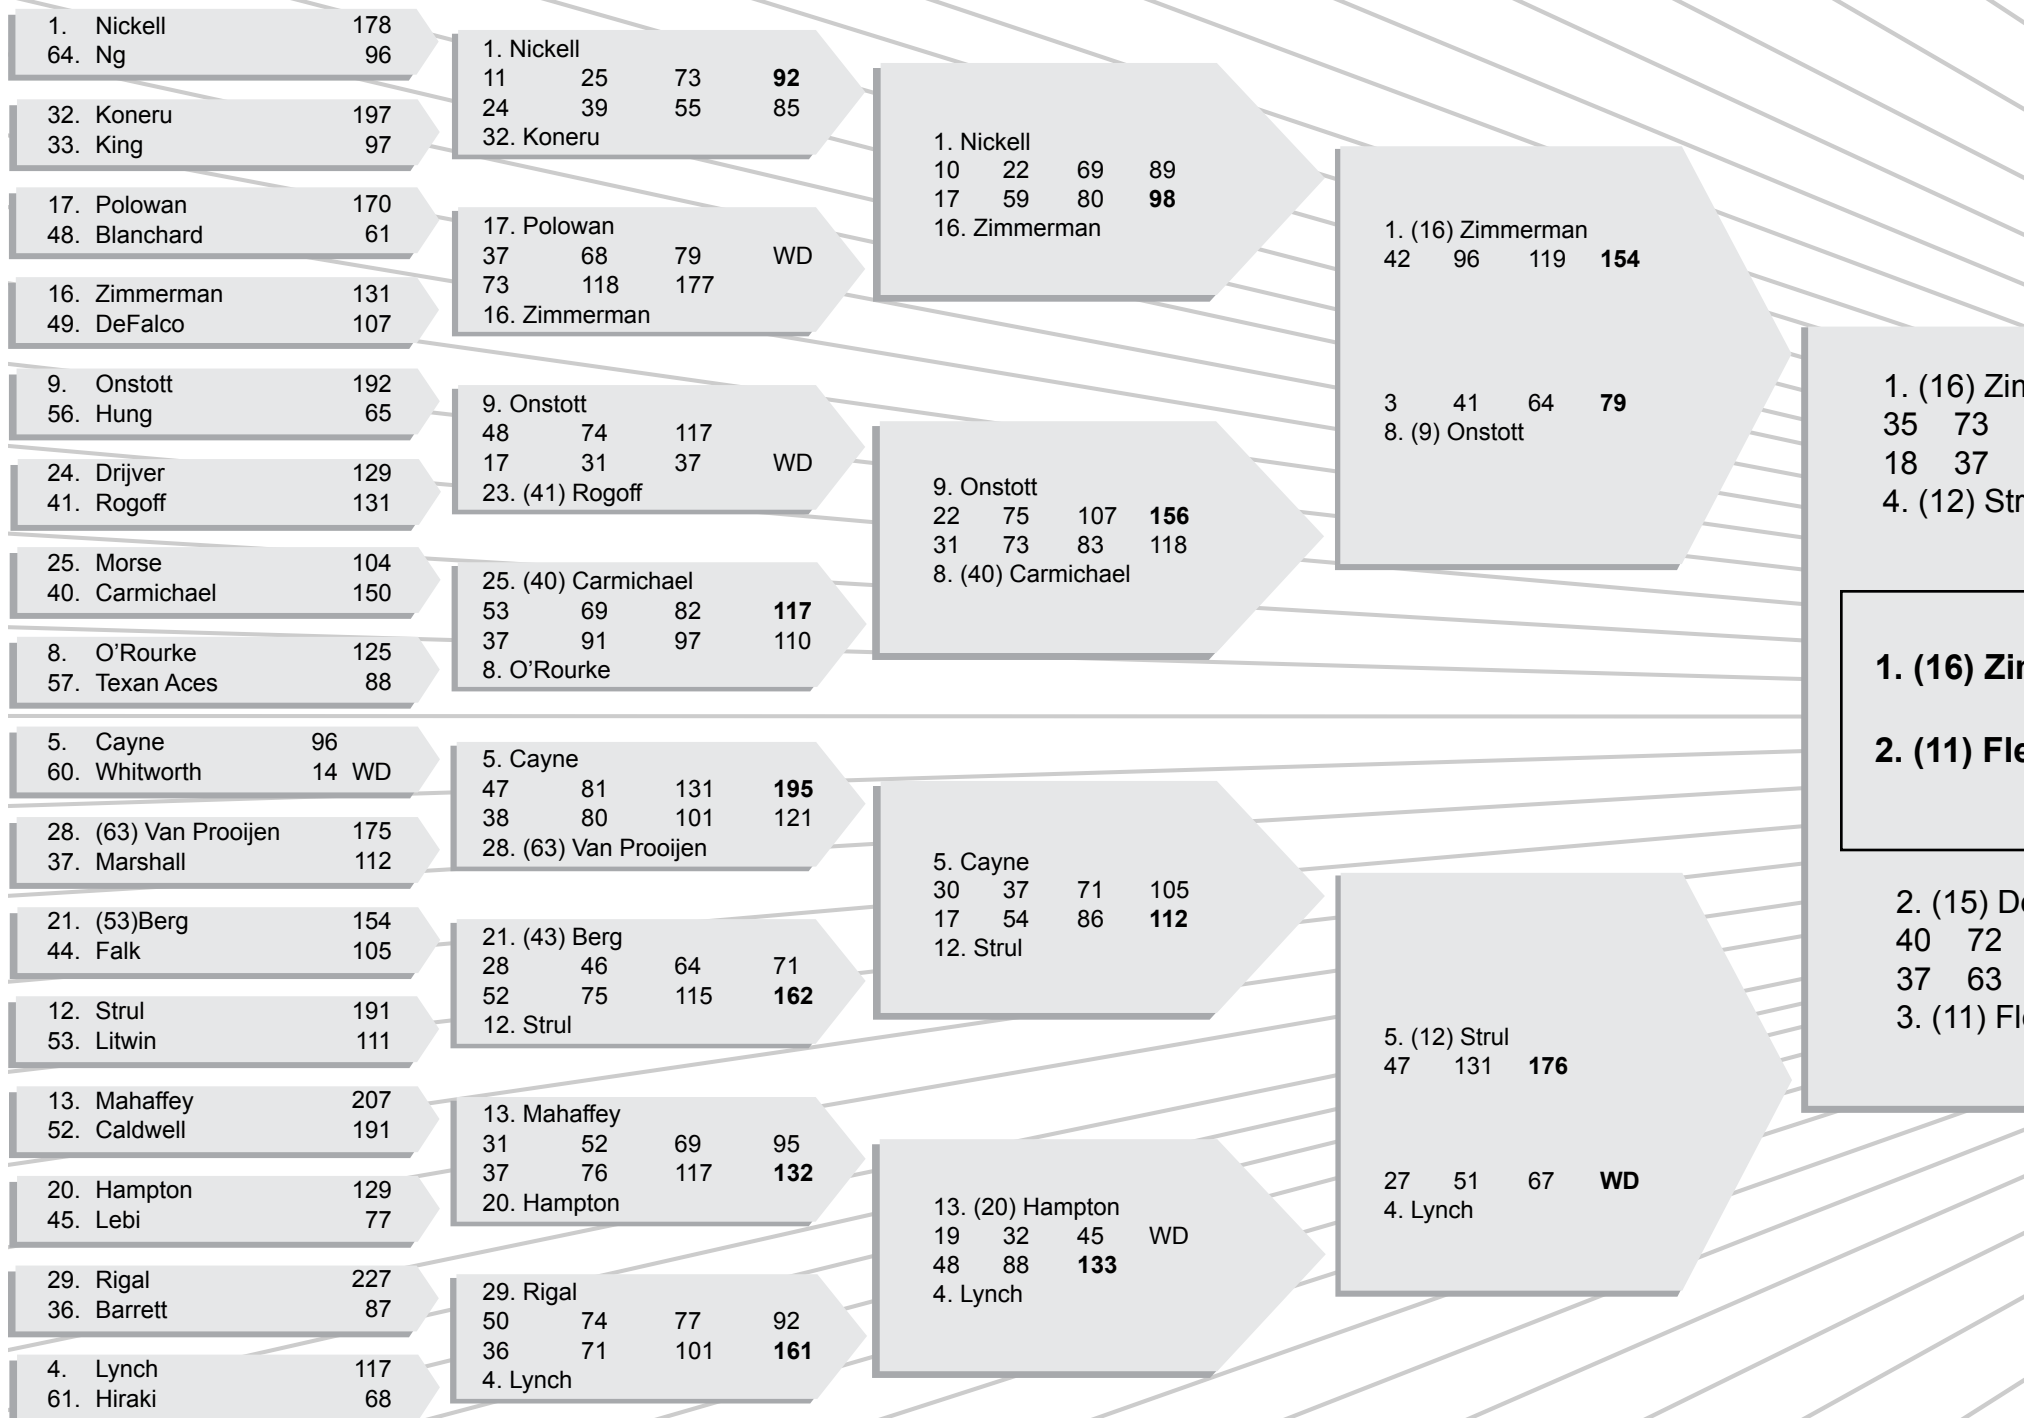 1. Nickell 178
64. Ng 96
32. Koneru 197
33. King 97
17. Polowan 170
48. Blanchard 61
16. Zimmerman 131
49. DeFalco 107
9. Onstott 192
56. Hung 65
24. Drijver 129
41. Rogoff 131
25. Morse 104
40. Carmichael 150
8. O'Rourke 125
57. Texan Aces 88
5. Cayne 96
60. Whitworth 14 WD
28. (63) Van Prooijen 175
37. Marshall 112
21. (53)Berg 154
44. Falk 105
12. Strul 191
53. Litwin 111
13. Mahaffey 207
52. Caldwell 191
20. Hampton 129
45. Lebi 77
29. Rigal 227
36. Barrett 87
4. Lynch 117
61. Hiraki 68
1. Nickell
11 25 73 92
24 39 55 85
32. Koneru
17. Polowan
37 68 79 WD
73 118 177
16. Zimmerman
9. Onstott
48 74 117
17 31 37 WD
23. (41) Rogoff
25. (40) Carmichael
53 69 82 117
37 91 97 110
8. O'Rourke
5. Cayne
47 81 131 195
38 80 101 121
28. (63) Van Prooijen
21. (43) Berg
28 46 64 71
52 75 115 162
12. Strul
13. Mahaffey
31 52 69 95
37 76 117 132
20. Hampton
29. Rigal
50 74 77 92
36 71 101 161
4. Lynch
1. Nickell
10 22 69 89
17 59 80 98
16. Zimmerman
9. Onstott
22 75 107 156
31 73 83 118
8. (40) Carmichael
5. Cayne
30 37 71 105
17 54 86 112
12. Strul
13. (20) Hampton
19 32 45 WD
48 88 133
4. Lynch
1. (16) Zimmerman
42 96 119 154
3 41 64 79
8. (9) Onstott
5. (12) Strul
47 131 176
27 51 67 WD
4. Lynch
1. (16)
35 73
18 37
4. (12)
1. (16)
2. (11)
2. (15)
40 72
37 63
3. (11)